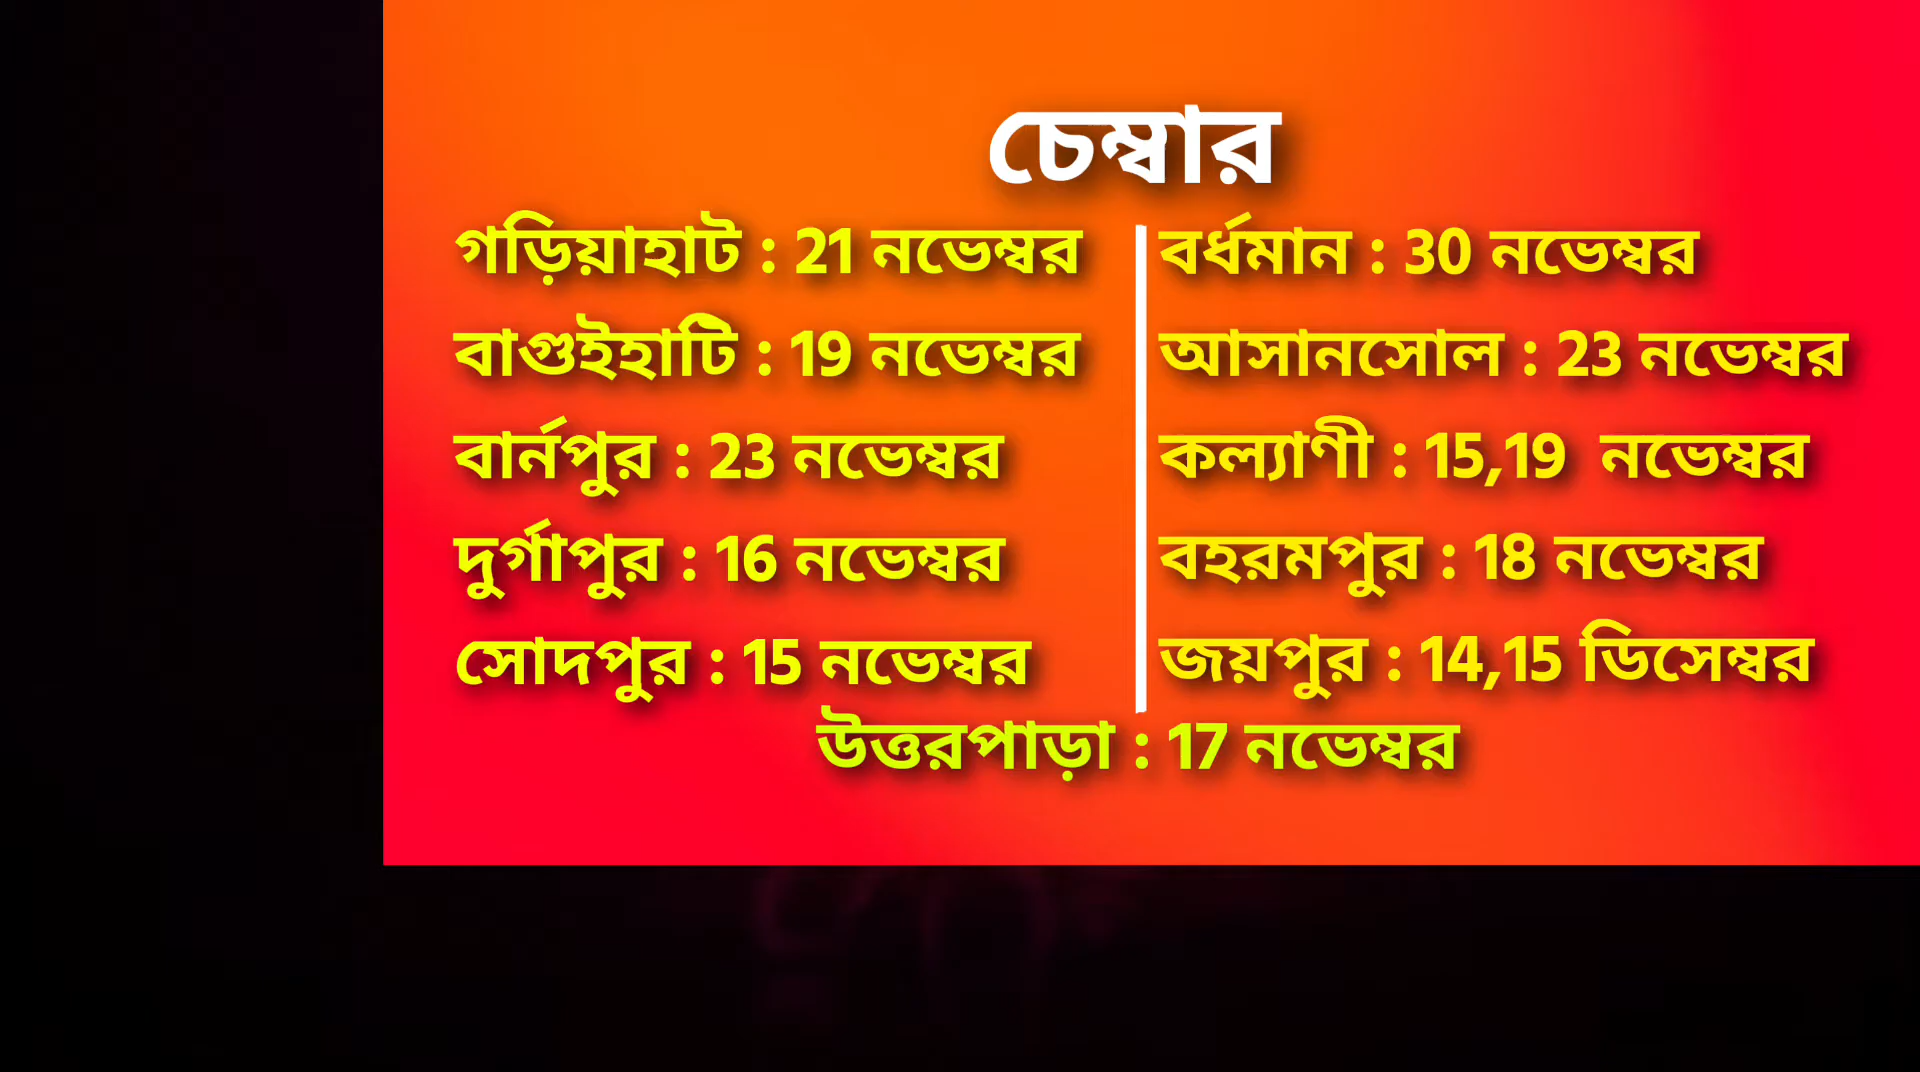 চেম্বার
গড়িয়াহাট : 21 নভেম্বর
বাগুইহাটি : 19 নভেম্বর
বার্নপুর : 23 নভেম্বর
দুর্গাপুর : 16 নভেম্বর
সোদপুর : 15 নভেম্বর
বর্ধমান : 30 নভেম্বর
আসানসোল : 23 নভেম্বর
কল্যাণী : 15,19 নভেম্বর
বহরমপুর : 18 নভেম্বর
জয়পুর : 14,15 ডিসেম্বর
উত্তরপাড়া : 17 নভেম্বর